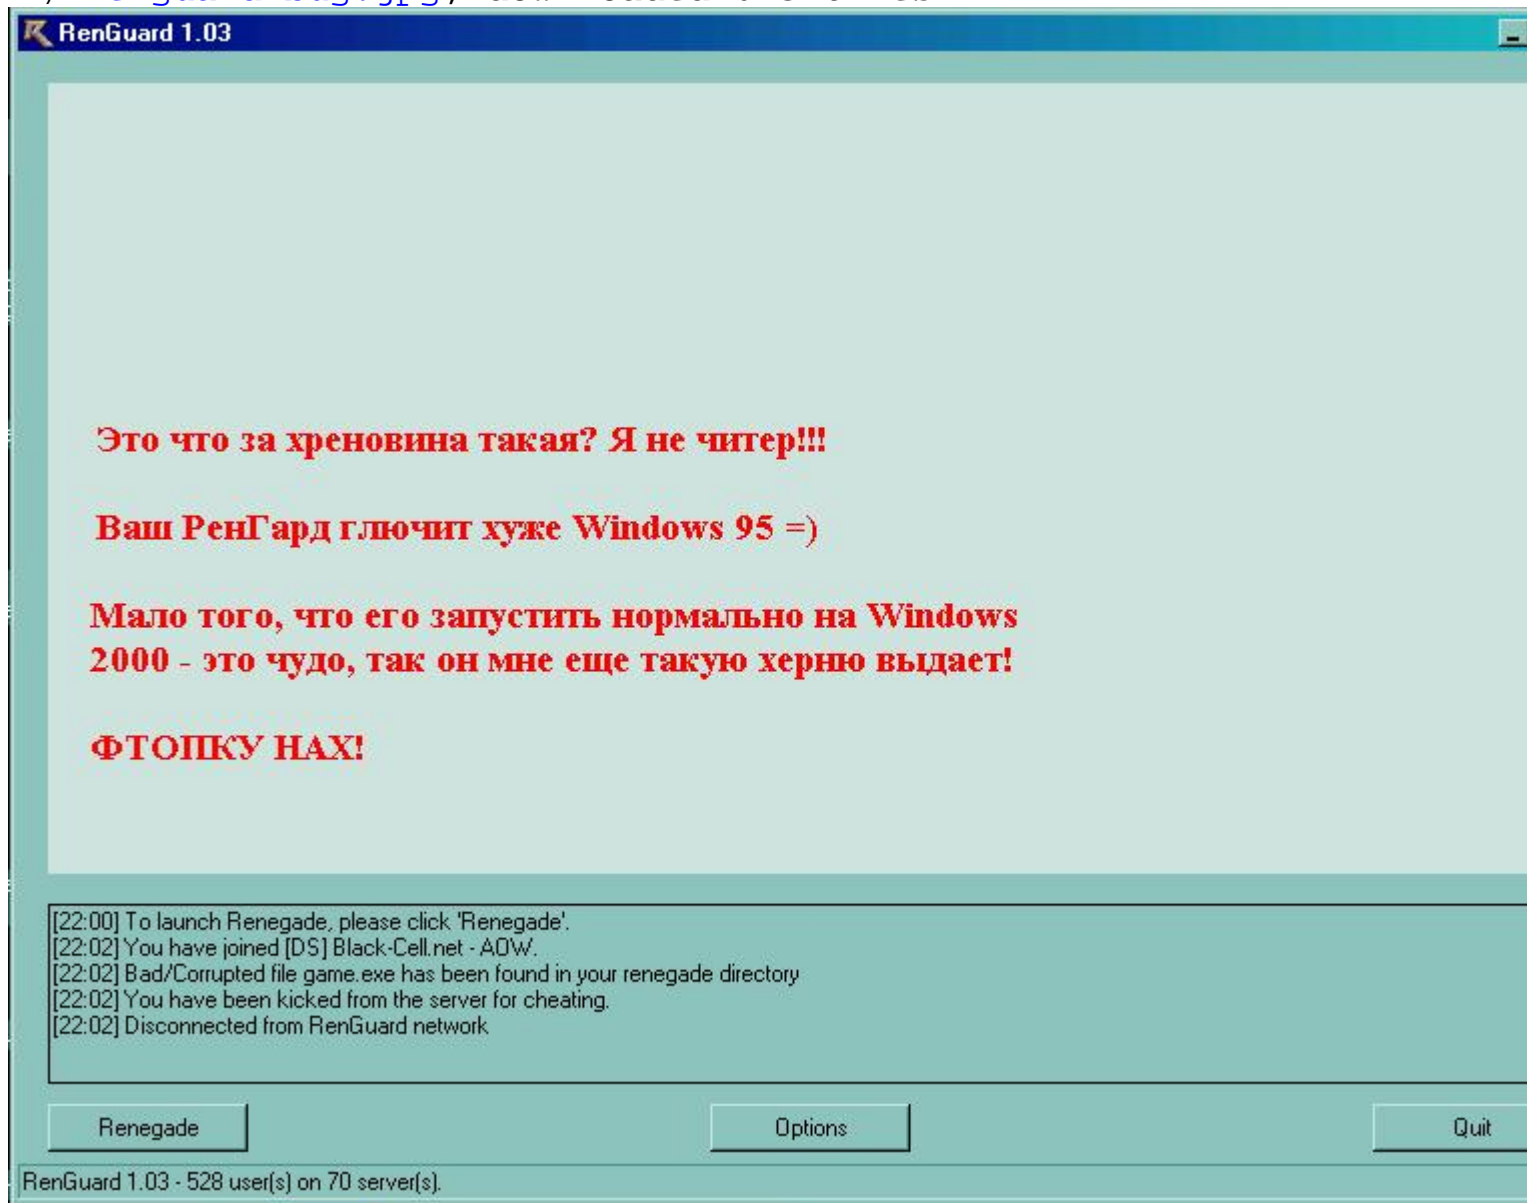 RenGuard 1.03
Это что за хреновина такая? Я не читер!!!
Ваш РенГард глючит хуже Windows 95 =)
Мало того, что его запустить нормально на Windows
2000 - это чудо, так он мне еще такую херню выдает!
ФТОПКУ НАХ!
[22:00] To launch Renegade, please click 'Renegade'.
[22:02] You have joined [DS] Black-Cell.net - AOW'.
[22:02] Bad/Corrupted file game.exe has been found in your renegade directory
[22:02] You have been kicked from the server for cheating.
[22:02] Disconnected from RenGuard network
Renegade
Options
Quit
RenGuard 1.03 - 528 user(s) on 70 server(s).